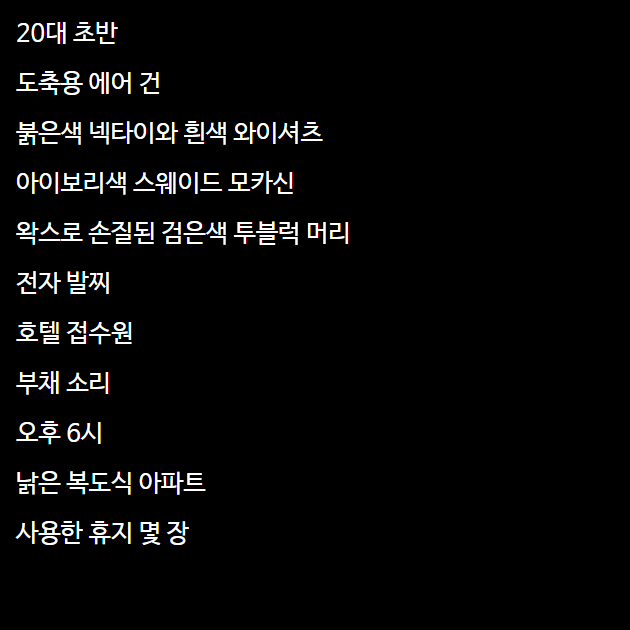 20대 초반
도축용 에어 건
붉은색 넥타이와 흰색 와이셔츠
아이보리색 스웨이드 모카신
왁스로 손질된 검은색 투블럭 머리
전자 발찌
호텔 접수원
부채 소리
오후 6시
낡은 복도식 아파트
사용한 휴지 몇 장